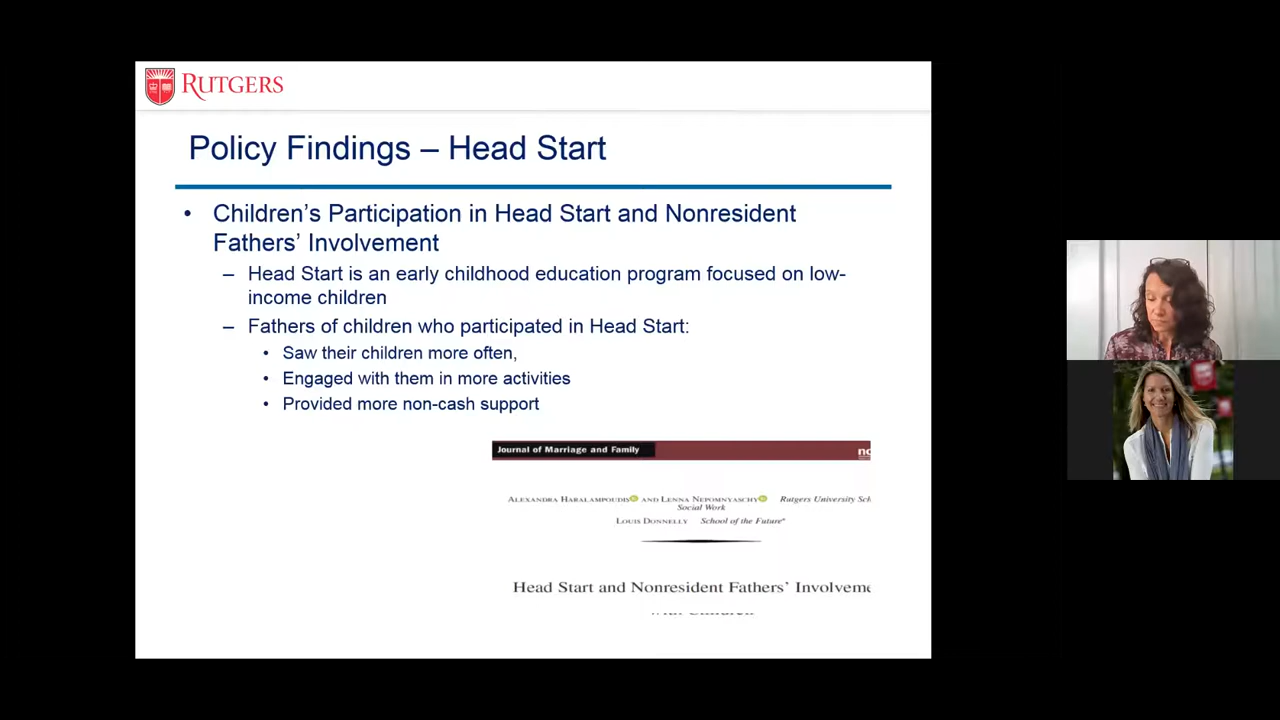 RUTGERS
Policy Findings – Head Start
• Children's Participation in Head Start and Nonresident
Fathers' Involvement
– Head Start is an early childhood education program focused on low-
income children
– Fathers of children who participated in Head Start:
• Saw their children more often,
• Engaged with them in more activities
• Provided more non-cash support
Journal of Marriage and Family
ALEXANDRA HARALAMPOUDIS AND LENNA NEPOMNYASCHY Rutgers University
Social Work
LOUIS DONNELLY School of the Future*
Head Start and Nonresident Fathers'